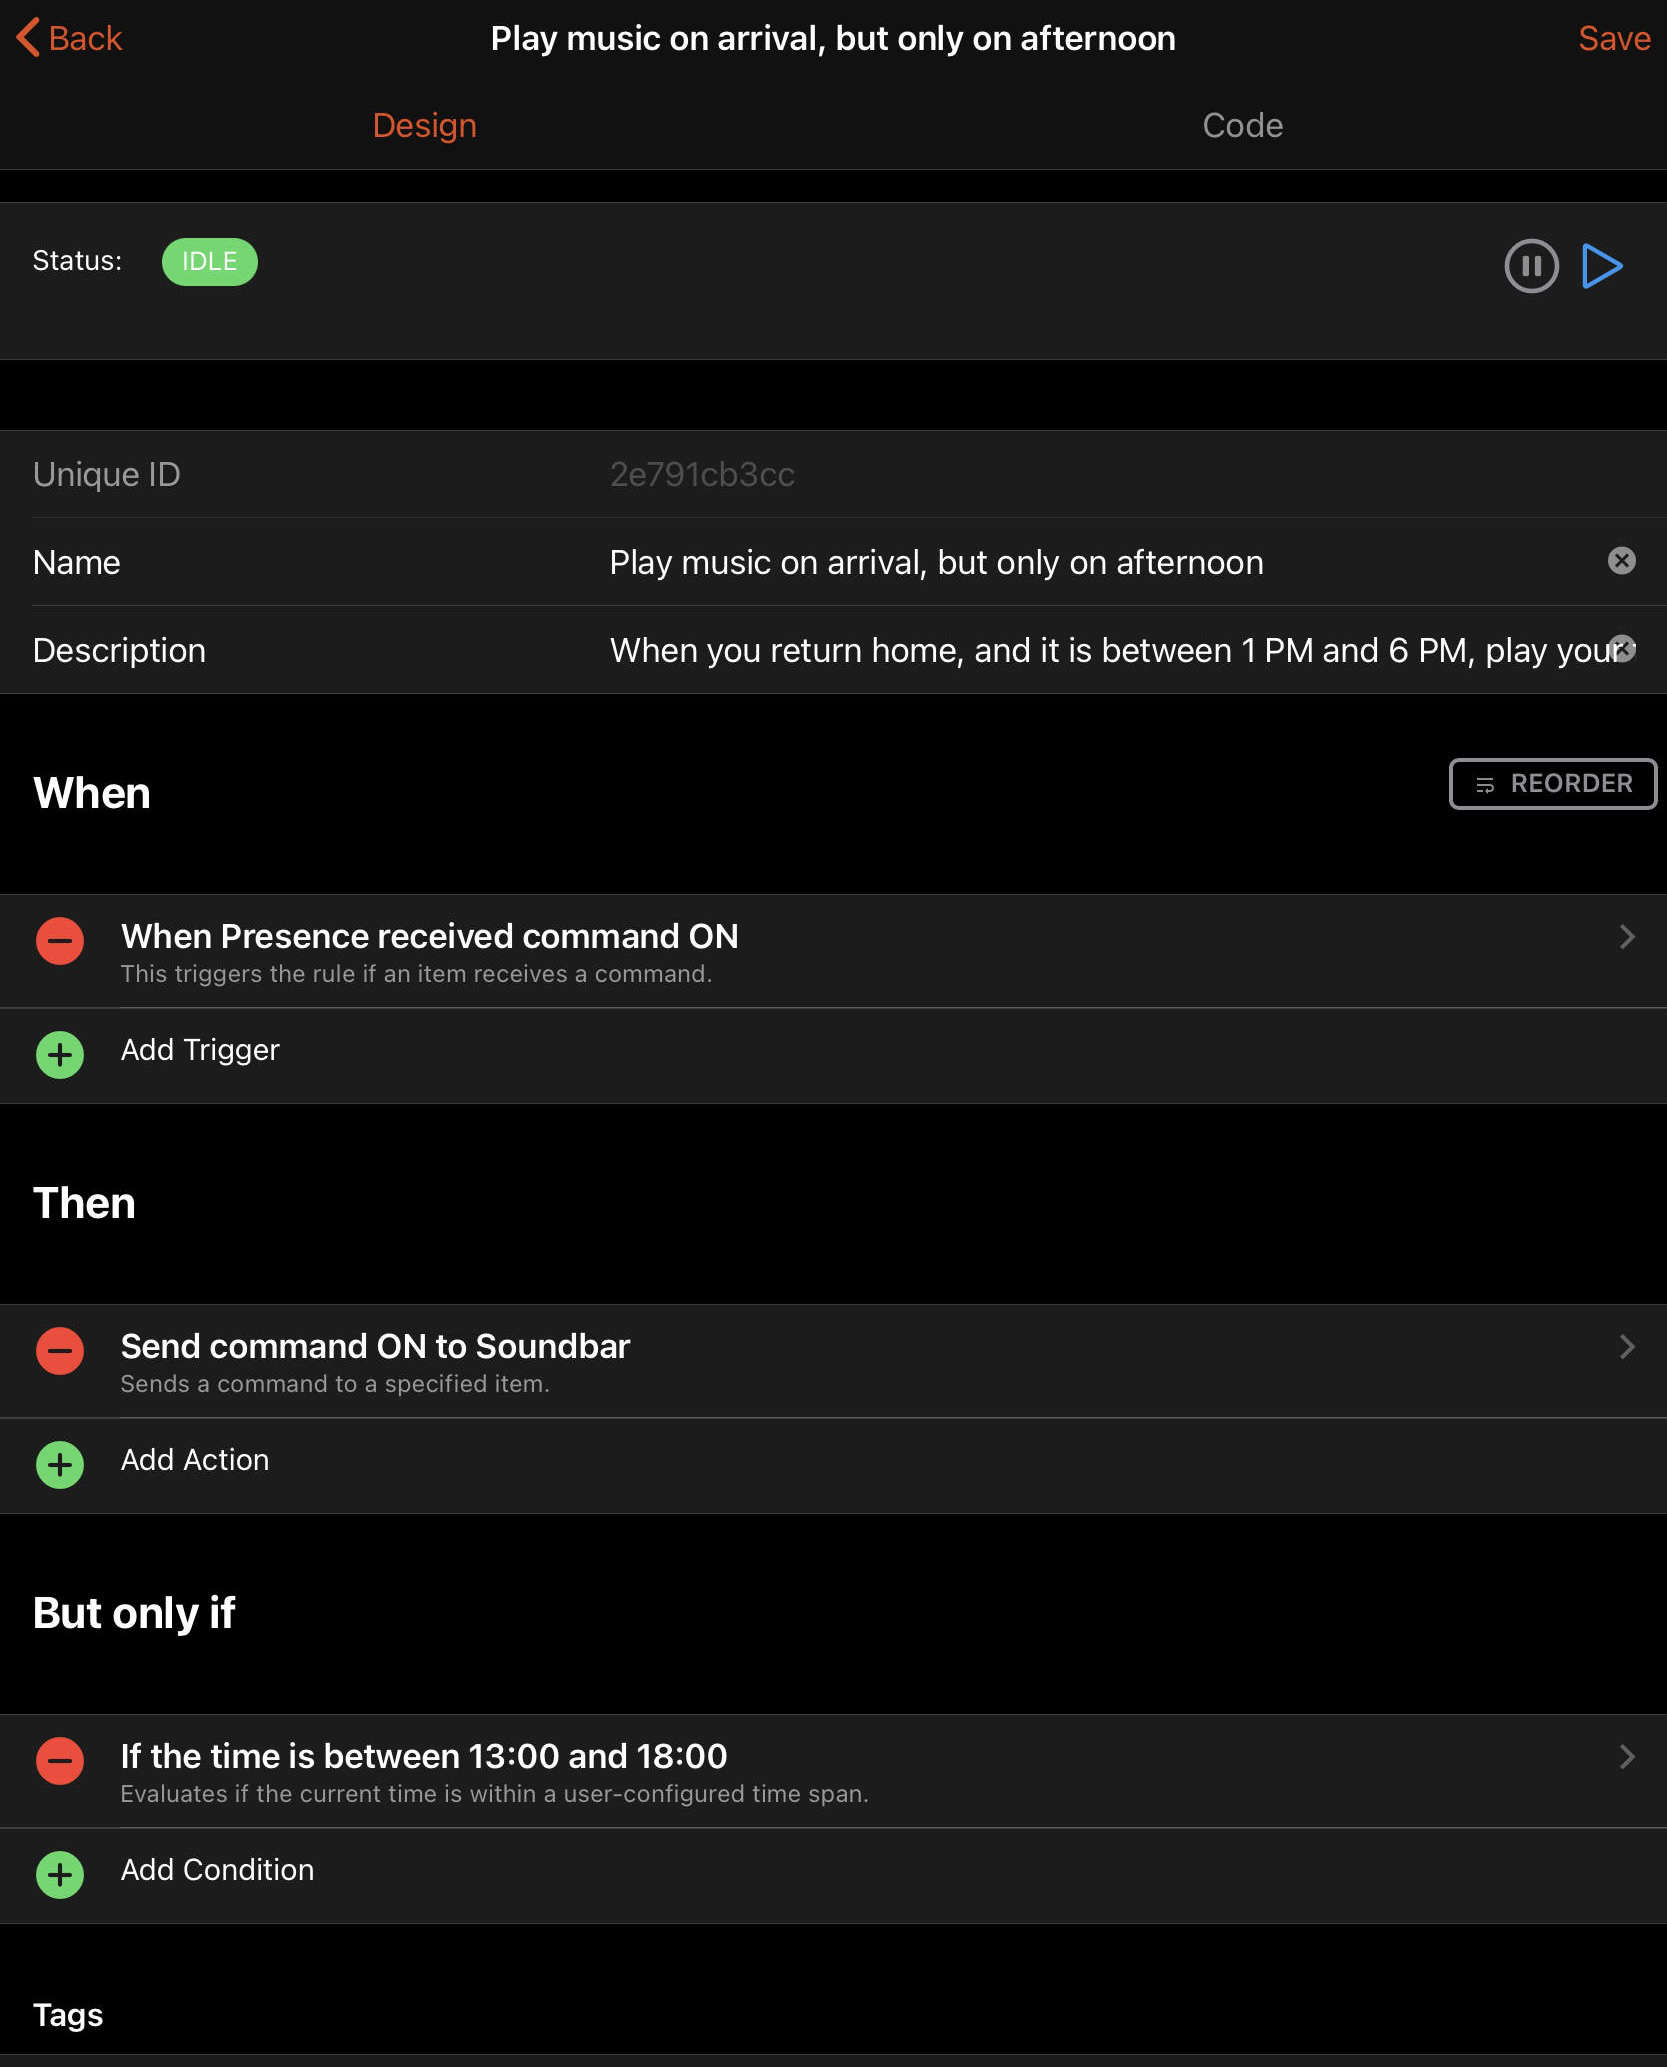 Back
Play music on arrival, but only on afternoon
Save
Design
Code
Status:
IDLE
Unique ID
2e791cb3cc
Name
Play music on arrival, but only on afternoon
Description
When you return home, and it is between 1 PM and 6 PM, play your
When
REORDER
When Presence received command ON
This triggers the rule if an item receives a command.
Add Trigger
Then
Send command ON to Soundbar
Sends a command to a specified item.
Add Action
But only if
If the time is between 13:00 and 18:00
Evaluates if the current time is within a user-configured time span.
Add Condition
Tags